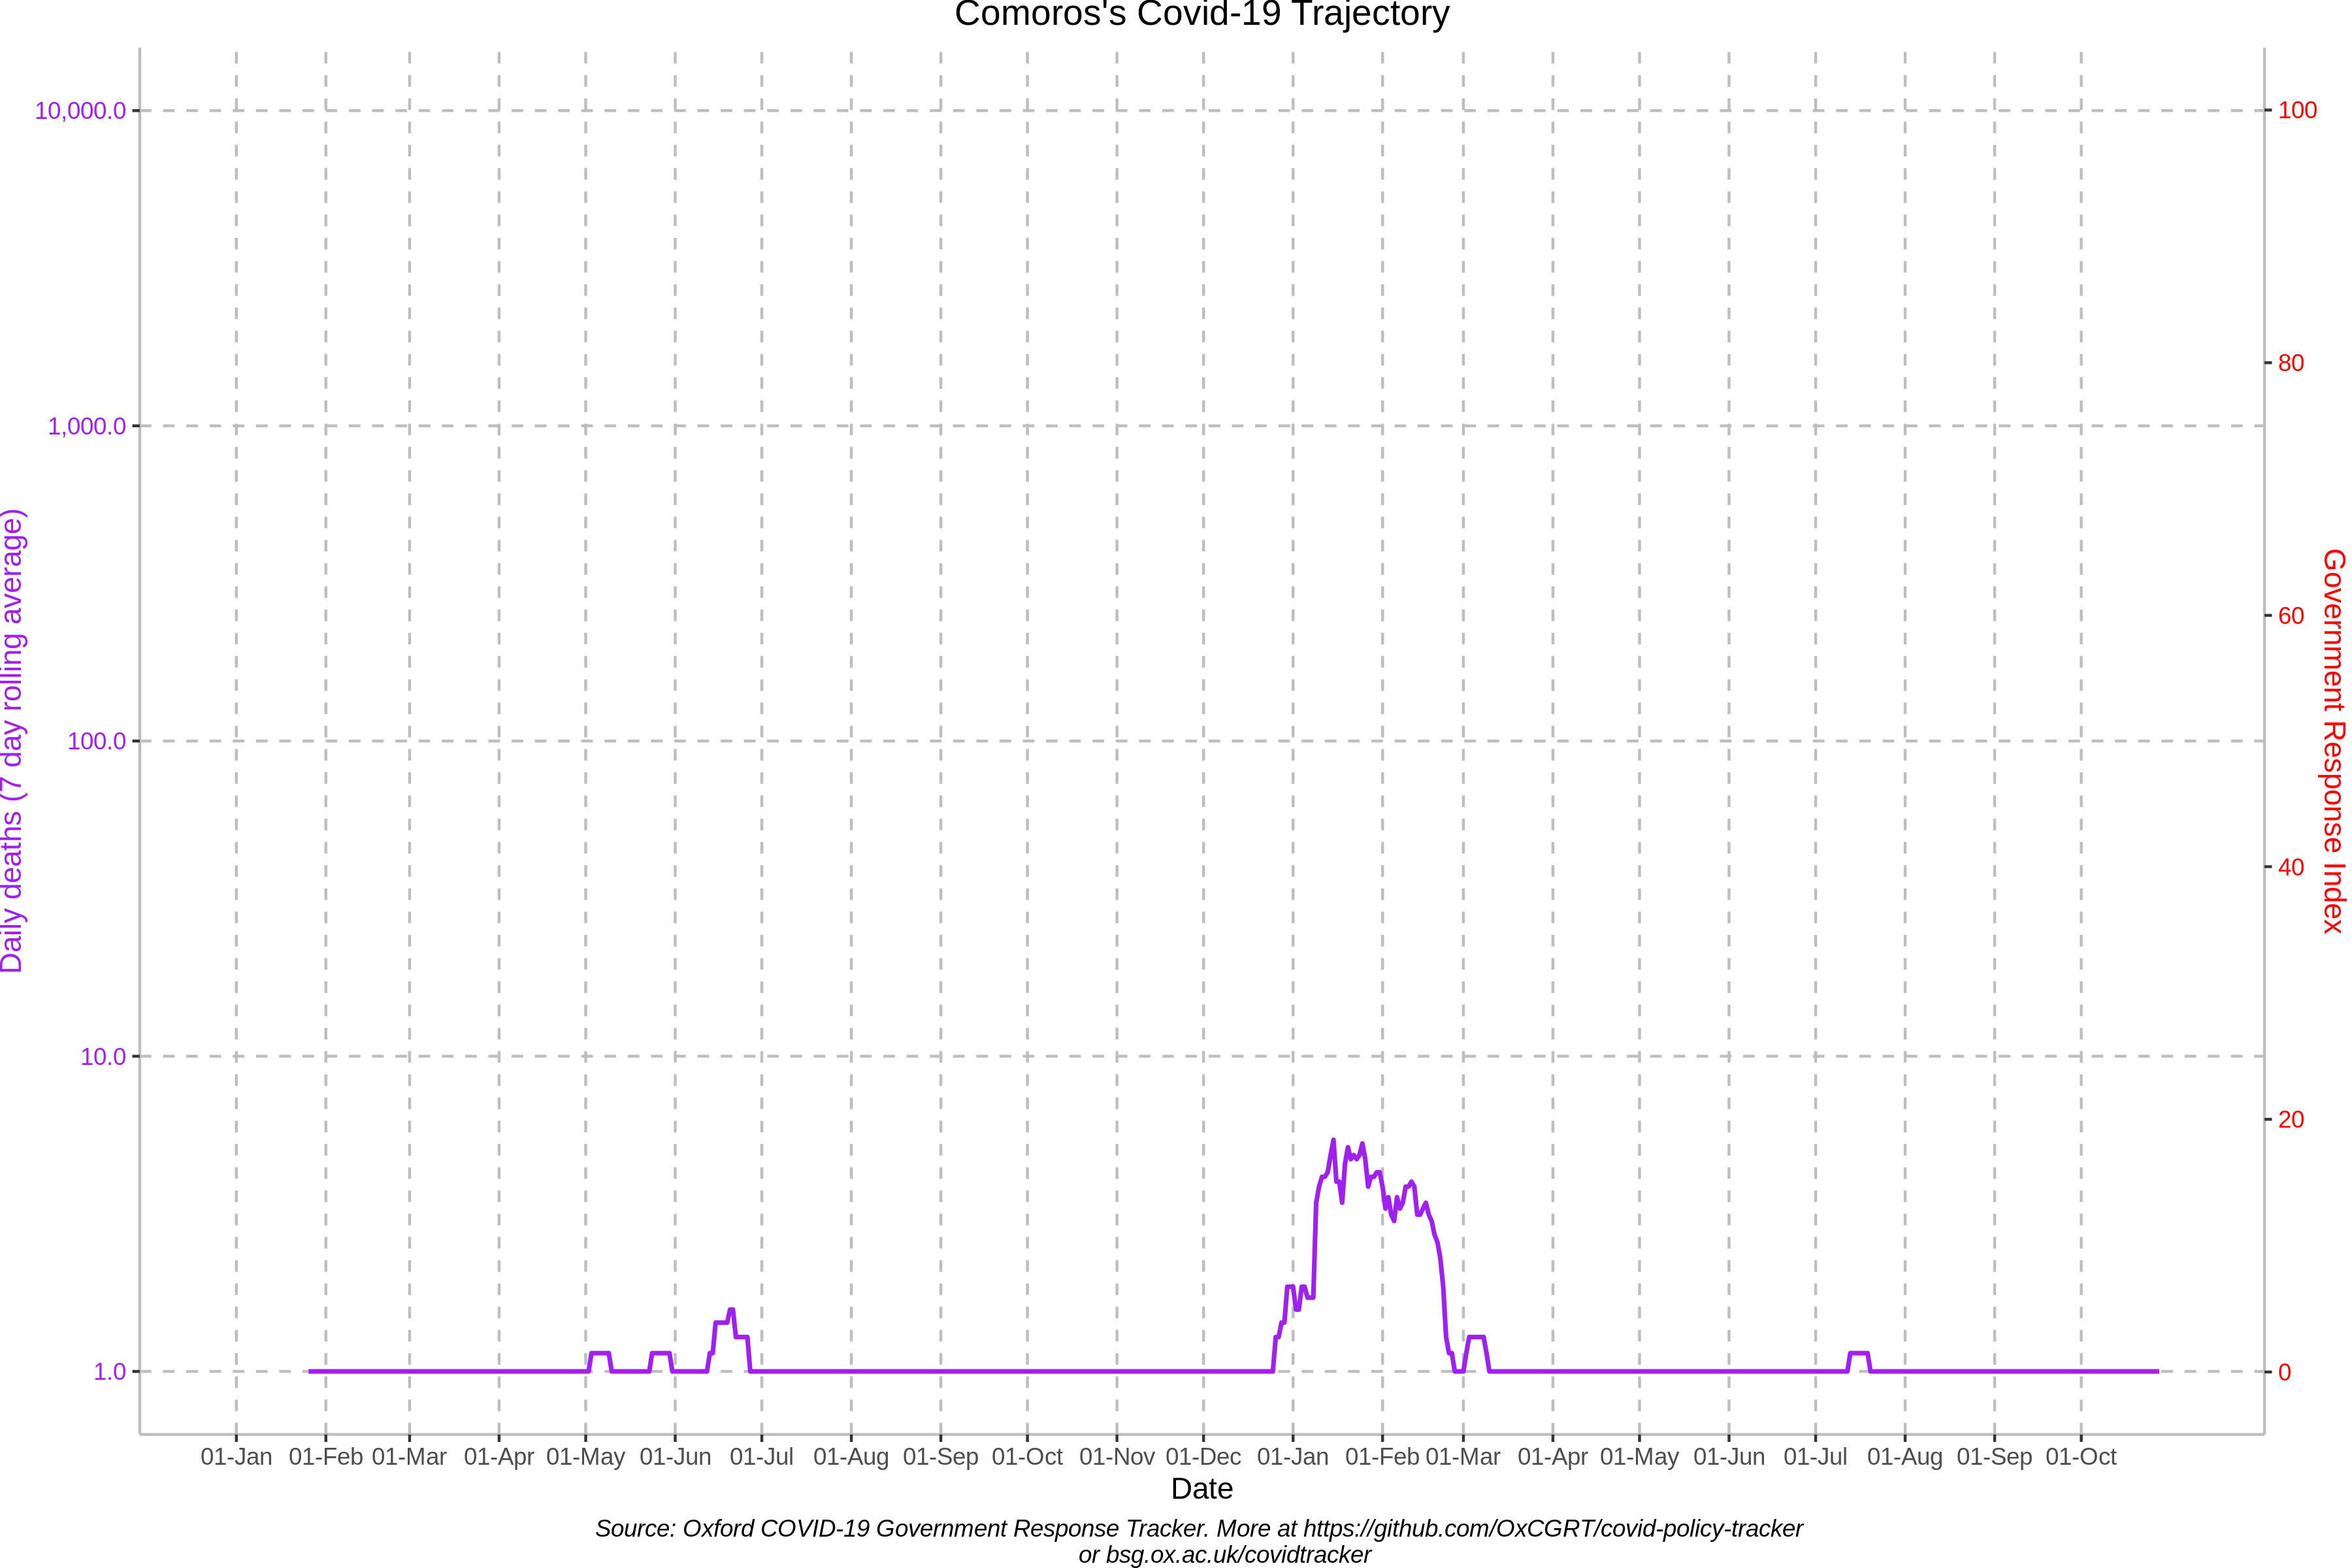 Comoros's Covid-19 Trajectory
10,000.0
1,000.0
100.0
10.0
1.0
Daily deaths (7 day rolling average)
100
80
60
40
20
0
Government Response Index
01-Jan 01-Feb 01-Mar 01-Apr 01-May 01-Jun 01-Jul 01-Aug 01-Sep 01-Oct 01-Nov 01-Dec 01-Jan 01-Feb 01-Mar 01-Apr 01-May 01-Jun 01-Jul 01-Aug 01-Sep 01-Oct
Date
Source: Oxford COVID-19 Government Response Tracker. More at https://github.com/OxCGRT/covid-policy-tracker
or bsg.ox.ac.uk/covidtracker